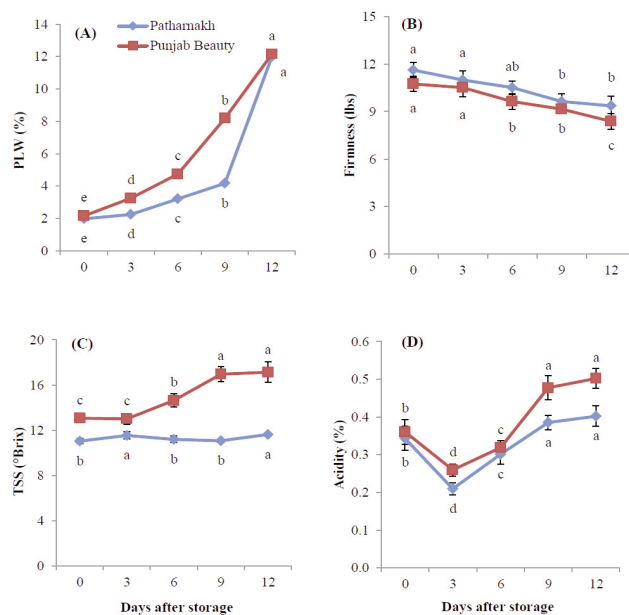 (A)
Patharnakh
Punjab Beauty
14
12
10
8
6
4
2
0
PLW (%)
e
d
c
b
a
e
d
c
b
a
0 3 6 9 12
(B)
15
12
9
6
3
0
Firmness (lbs)
a a ab b b
a a b b c
0 3 6 9 12
(C)
20
16
12
8
4
0
TSS (°Brix)
c c b a a
b a b b a
0 3 6 9 12
Days after storage
(D)
0.6
0.5
0.4
0.3
0.2
0.1
0.0
Acidity (%)
b d c a a
b d c a a
0 3 6 9 12
Days after storage